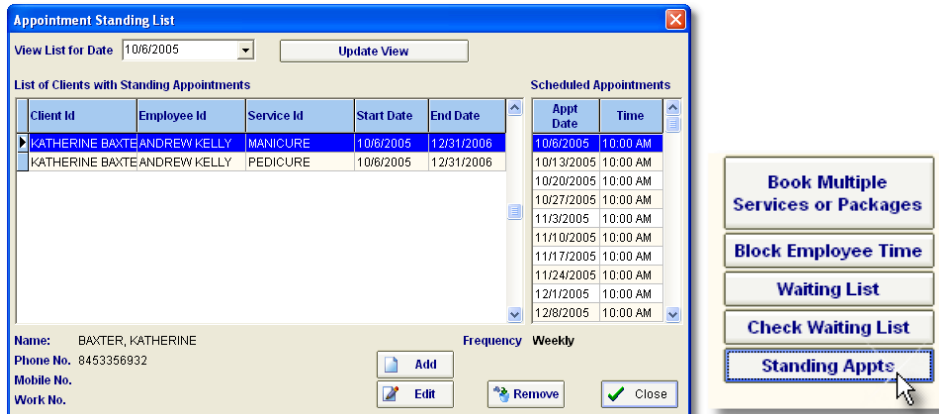 Appointment Standing List
View List for Date 10/6/2005 Update View
List of Clients with Standing Appointments
Client Id Employee Id Service Id Start Date End Date
KATHERINE BAXTE ANDREW KELLY MANICURE 10/6/2005 12/31/2006
KATHERINE BAXTE ANDREW KELLY PEDICURE 10/6/2005 12/31/2006
Scheduled Appointments
Appt Date Time
10/6/2005 10:00 AM
10/13/2005 10:00 AM
10/20/2005 10:00 AM
10/27/2005 10:00 AM
11/3/2005 10:00 AM
11/10/2005 10:00 AM
11/17/2005 10:00 AM
11/24/2005 10:00 AM
12/1/2005 10:00 AM
12/8/2005 10:00 AM
Name: BAXTER, KATHERINE
Phone No. 8453356932
Mobile No.
Work No.
Frequency Weekly
Add
Edit
Remove
Close
Book Multiple
Services or Packages
Block Employee Time
Waiting List
Check Waiting List
Standing Appts